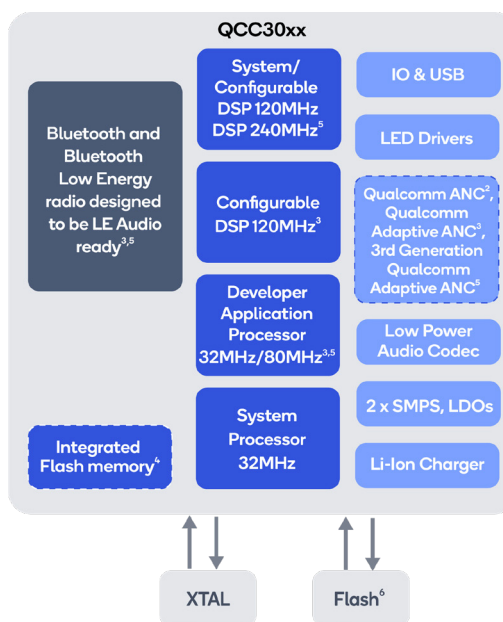 QCC30xx
Bluetooth and
Bluetooth
Low Energy
radio designed
to be LE Audio
ready³,⁵
Integrated
Flash memory⁴
System/
Configurable
DSP 120MHz
DSP 240MHz⁵
Configurable
DSP 120MHz³
Developer
Application
Processor
32MHz/80MHz³,⁵
System
Processor
32MHz
IO & USB
LED Drivers
Qualcomm ANC²,
Qualcomm
Adaptive ANC³,
3rd Generation
Qualcomm
Adaptive ANC⁵
Low Power
Audio Codec
2 x SMPS, LDOs
Li-Ion Charger
XTAL
Flash⁶